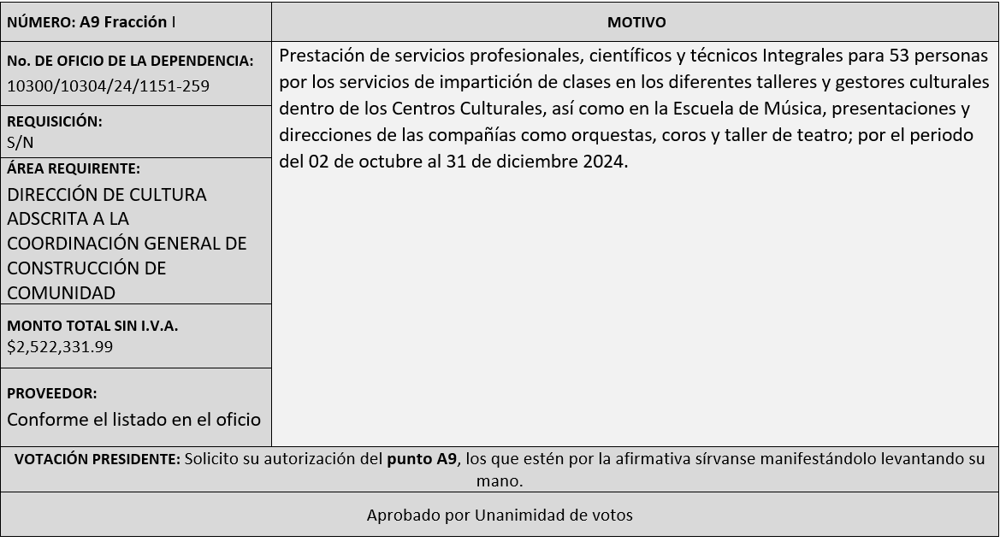 NÚMERO: A9 Fracción I
MOTIVO
No. DE OFICIO DE LA DEPENDENCIA:
10300/10304/24/1151-259
REQUISICIÓN:
S/N
ÁREA REQUIRENTE:
DIRECCIÓN DE CULTURA
ADSCRITA A LA
COORDINACIÓN GENERAL DE
CONSTRUCCIÓN DE
COMUNIDAD
MONTO TOTAL SIN I.V.A.
$2,522,331.99
PROVEEDOR:
Conforme el listado en el oficio
Prestación de servicios profesionales, científicos y técnicos Integrales para 53 personas
por los servicios de impartición de clases en los diferentes talleres y gestores culturales
dentro de los Centros Culturales, así como en la Escuela de Música, presentaciones y
direcciones de las compañías como orquestas, coros y taller de teatro; por el periodo
del 02 de octubre al 31 de diciembre 2024.
VOTACIÓN PRESIDENTE: Solicito su autorización del punto A9, los que estén por la afirmativa sírvanse manifestándolo levantando su
mano.
Aprobado por Unanimidad de votos